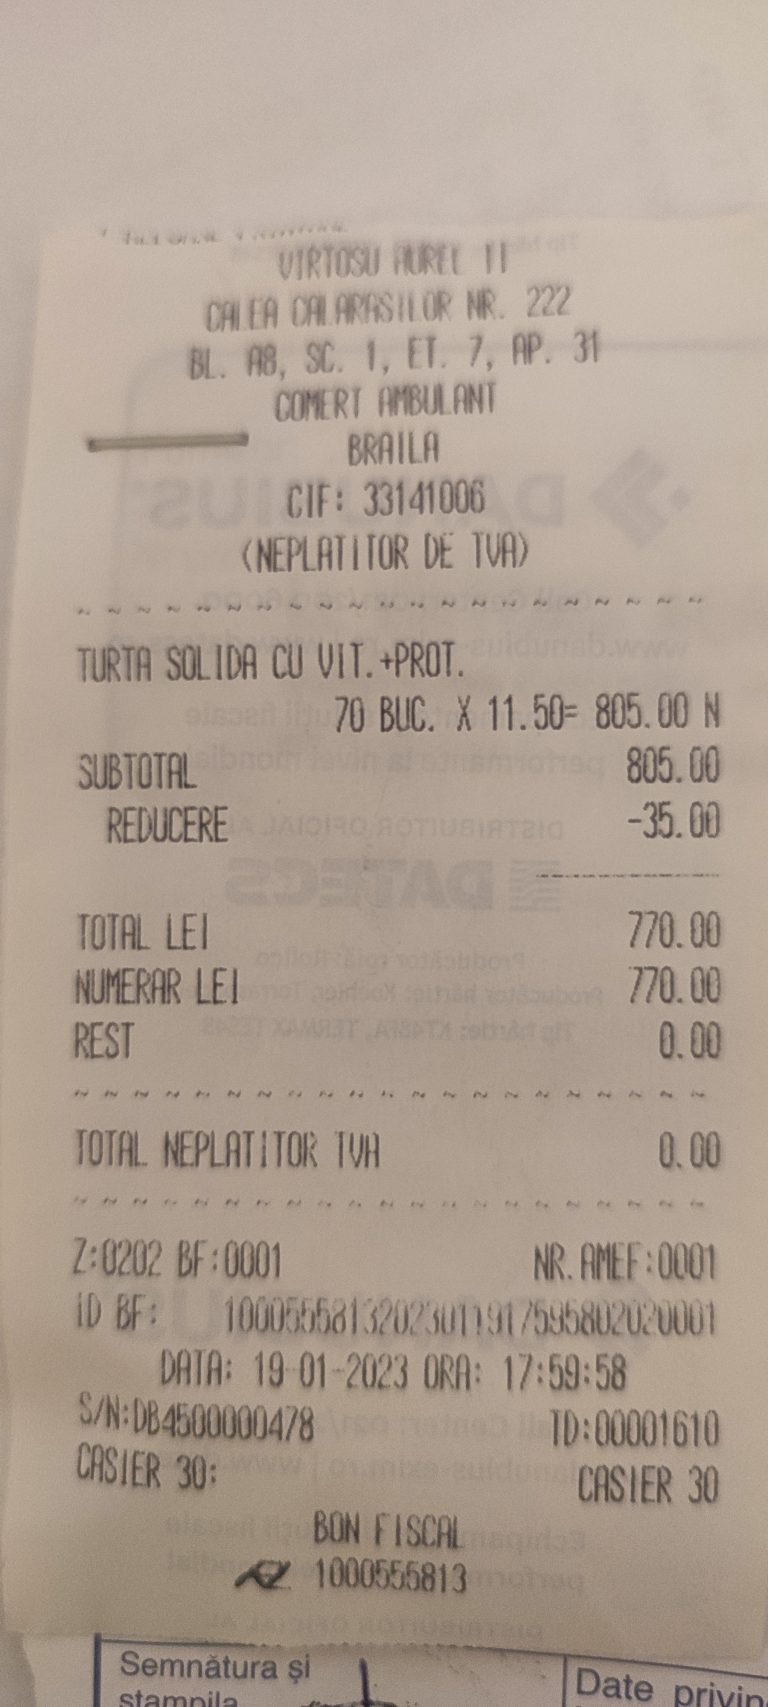 VIRTOSU AUREL II
CALEA CALARASILOR NR. 222
BL. A8, SC. 1, ET. 7, AP. 31
COMERT AMBULANT
BRAILA
CIF: 33141006
(NEPLATITOR DE TVA)
TURTA SOLIDA CU VIT.+PROT.
70 BUC. X 11.50= 805.00 N
SUBTOTAL 805.00
REDUCERE -35.00
TOTAL LEI 770.00
NUMERAR LEI 770.00
REST 0.00
TOTAL NEPLATITOR TVA 0.00
Z:0202 BF:0001 NR.AMEF:0001
ID BF: 10005558132023011917595802020001
DATA: 19-01-2023 ORA: 17:59:58
S/N:DB4500000478 TD:00001610
CASIER 30: CASIER 30
BON FISCAL
1000555813
Semnătura și
ștampila
Date privin